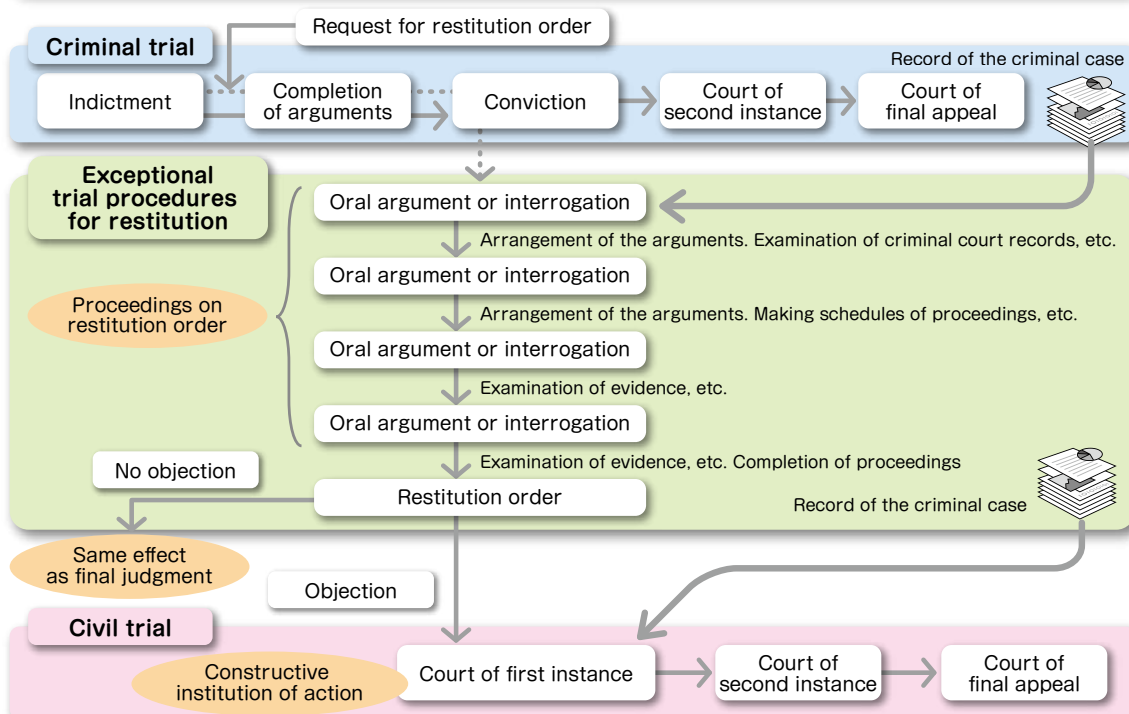 Request for restitution order
Criminal trial
Record of the criminal case
Indictment
Completion
of arguments
Conviction
Court of
second instance
Court of
final appeal
Exceptional
trial procedures
for restitution
Oral argument or interrogation
Arrangement of the arguments. Examination of criminal court records, etc.
Oral argument or interrogation
Proceedings on
restitution order
Arrangement of the arguments. Making schedules of proceedings, etc.
Oral argument or interrogation
Examination of evidence, etc.
Oral argument or interrogation
Examination of evidence, etc. Completion of proceedings
No objection
Restitution order
Record of the criminal case
Same effect
as final judgment
Objection
Civil trial
Constructive
institution of action
Court of first instance
Court of
second instance
Court of
final appeal